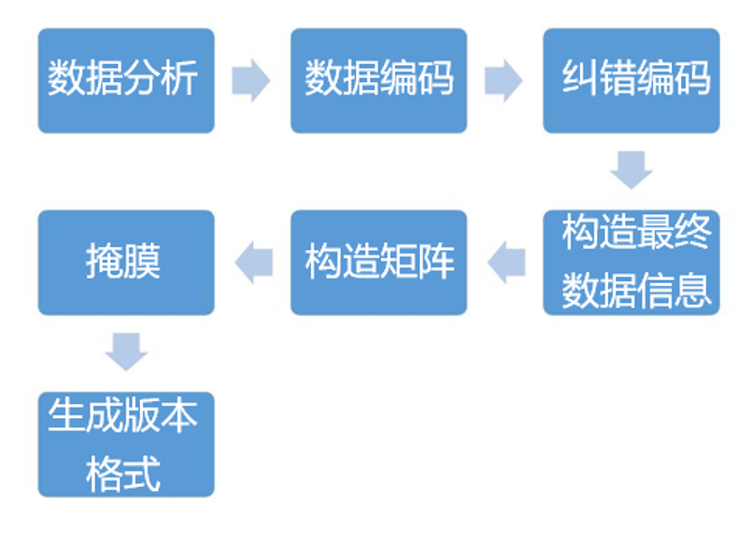 数据分析
数据编码
纠错编码
构造最终
数据信息
构造矩阵
掩膜
生成版本
格式